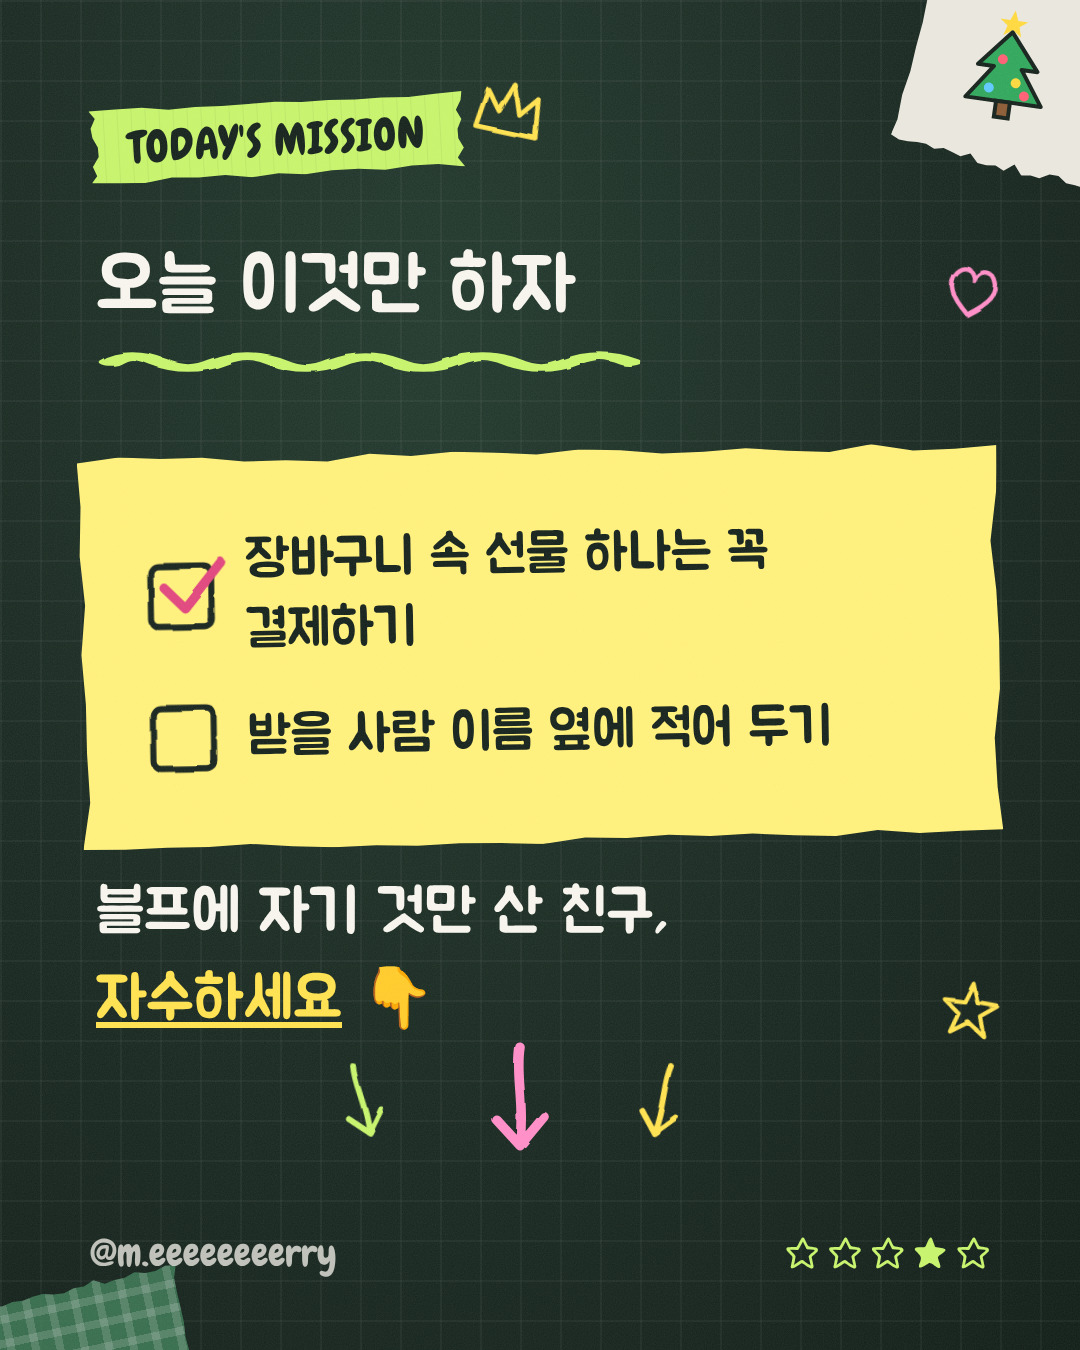 TODAY'S MISSION
오늘 이것만 하자
장바구니 속 선물 하나는 꼭
결제하기
받을 사람 이름 옆에 적어 두기
블프에 자기 것만 산 친구,
자수하세요 👇
@m.eeeeeeeerry